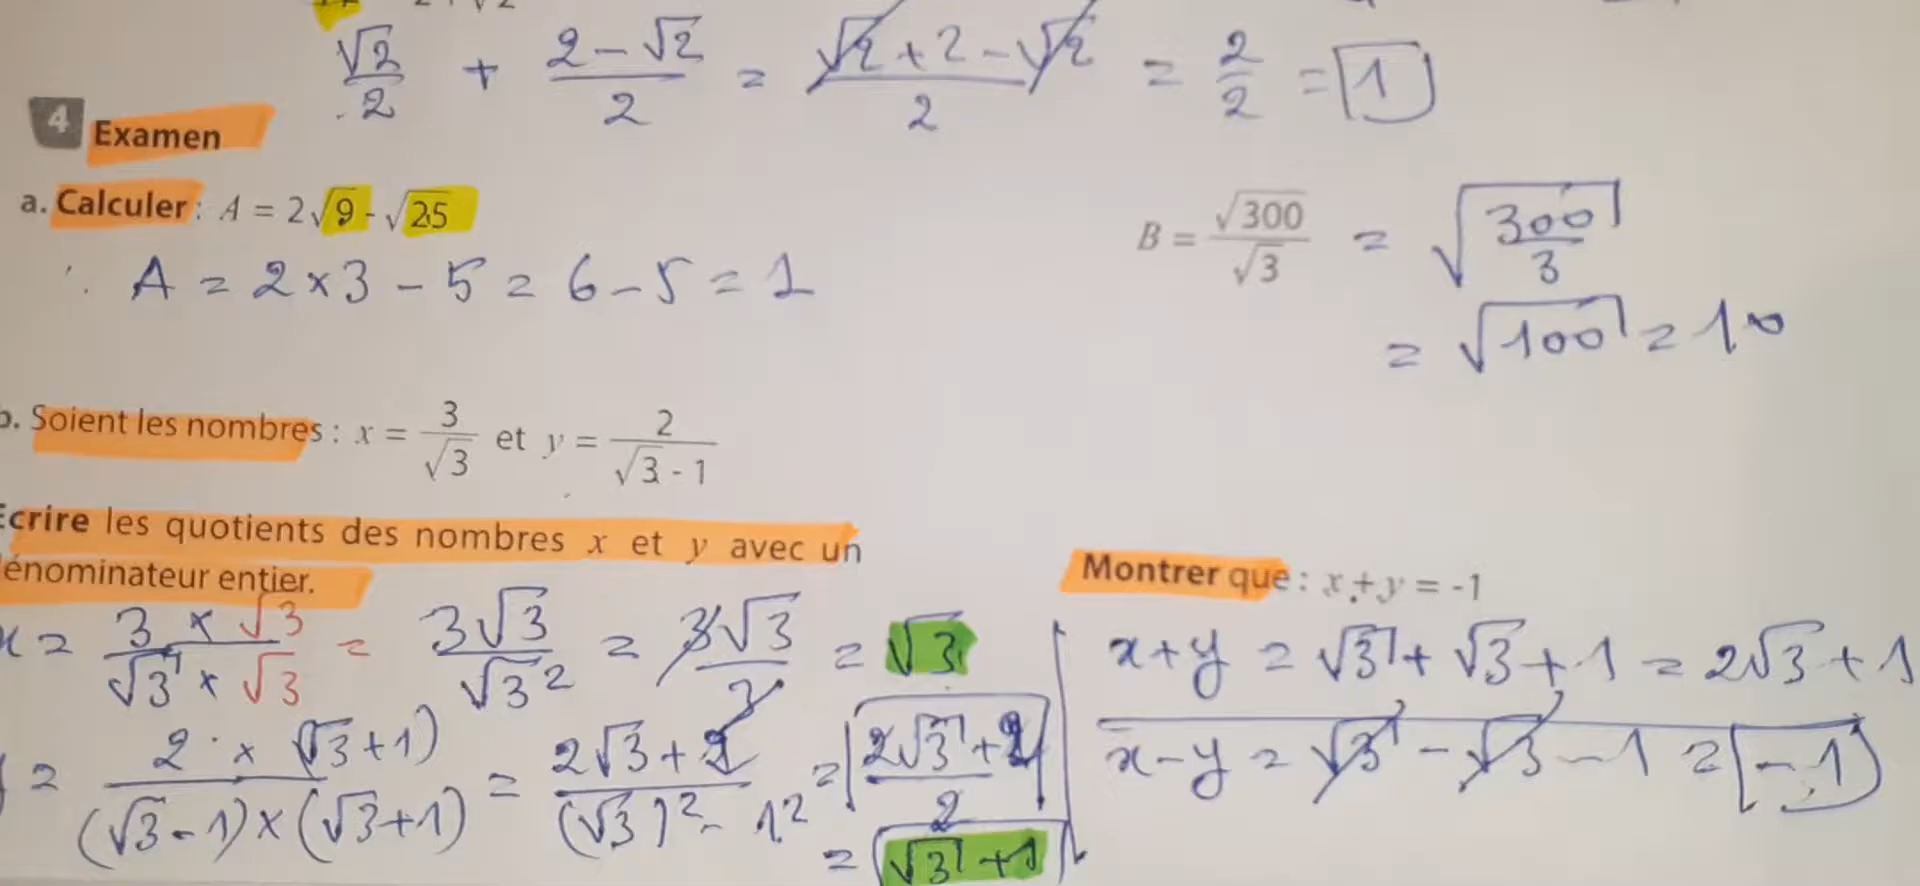 √2/2 + (2-√2)/2 = (√2+2-√2)/2 = 2/2 = 1
4 Examen
a. Calculer : A = 2√9 - √25
B = √300/√3 = √(300/3)
A = 2×3 - 5 = 6-5 = 1
= √100 = 10
b. Soient les nombres : x = 3/√3 et y = 2/(√3 - 1)
Ecrire les quotients des nombres x et y avec un
énominateur entier.
Montrer que : x+y = -1
x = (3 × √3)/(√3 × √3) = 3√3/√3² = 3√3/3 = √3
x+y = √3 + √3+1 = 2√3+1
= (2 × (√3+1))/((√3-1)×(√3+1)) = (2√3+2)/((√3)²-1²) = (2√3+2)/2
x-y = √3-√3-1 = -1
= √3+1